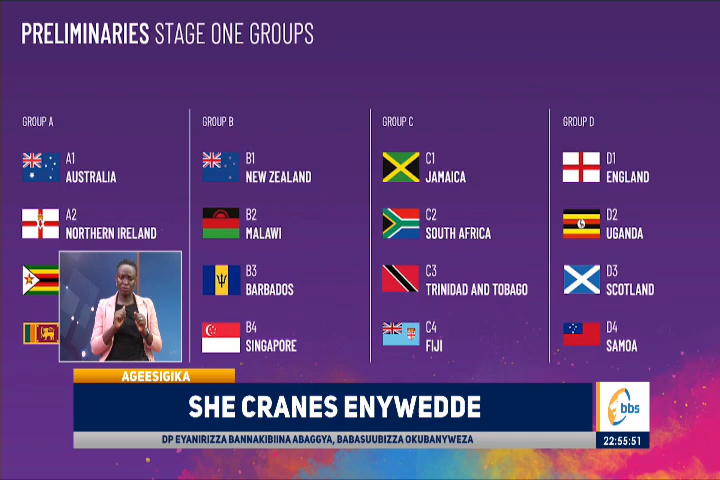 PRELIMINARIES STAGE ONE GROUPS
GROUP A
A1
AUSTRALIA
A2
NORTHERN IRELAND
GROUP B
B1
NEW ZEALAND
B2
MALAWI
B3
BARBADOS
B4
SINGAPORE
GROUP C
C1
JAMAICA
C2
SOUTH AFRICA
C3
TRINIDAD AND TOBAGO
C4
FIJI
GROUP D
D1
ENGLAND
D2
UGANDA
D3
SCOTLAND
D4
SAMOA
AGEESIGIKA
SHE CRANES ENYWEDDE
bbs
DP EYANIRIZZA BANNAKIBIINA ABAGGYA, BABASUUBIZZA OKUBANYWEZA
22:55:51